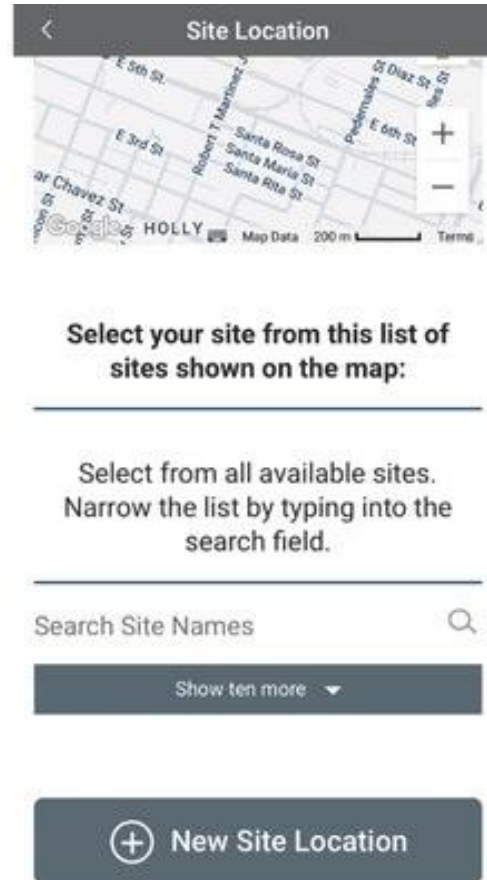 Site Location
E 5th St
Diaz St
E 6th St
E 3rd St
Robert T Martinez J
Pedernales St
Santa Rosa St
Santa Maria St
Santa Rita St
ar Chavez St
Google
HOLLY
Map Data
200 m
Terms
Select your site from this list of
sites shown on the map:
Select from all available sites.
Narrow the list by typing into the
search field.
Search Site Names
Show ten more
New Site Location